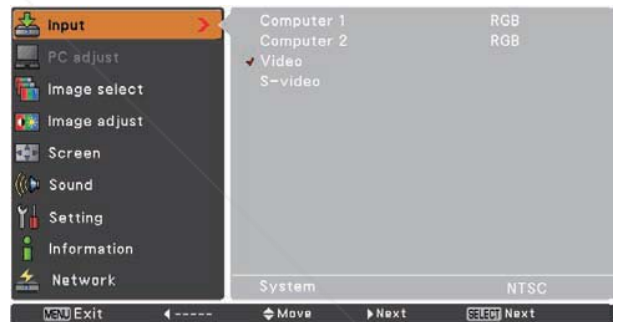 Input
PC adjust
Image select
Image adjust
Screen
Sound
Setting
Information
Network
Computer 1 RGB
Computer 2 RGB
Video
S-video
System NTSC
MENU Exit ----- Move Next SELECT Next